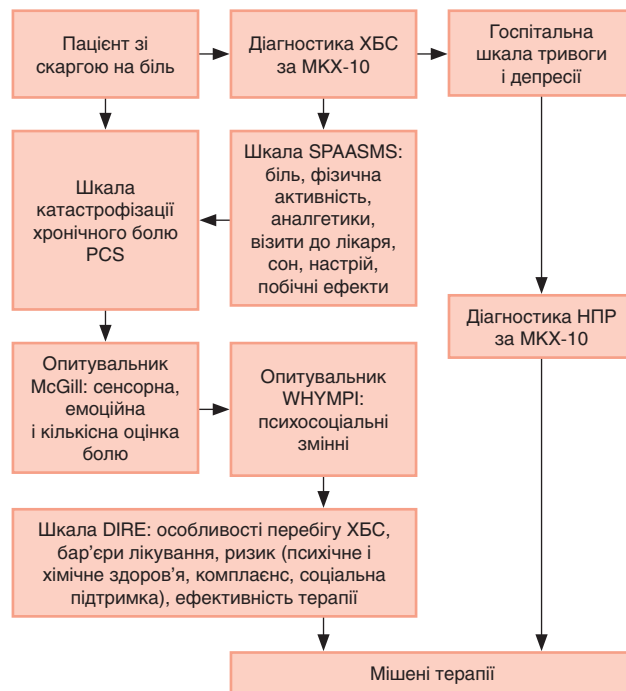 Пацієнт зі
скаргою на біль
Діагностика ХБС
за МКХ-10
Госпітальна
шкала тривоги
і депресії
Шкала
катастрофізації
хронічного болю
PCS
Шкала SPAASMS:
біль, фізична
активність,
аналгетики,
візити до лікаря,
сон, настрій,
побічні ефекти
Діагностика НПР
за МКХ-10
Опитувальник
McGill: сенсорна,
емоційна
і кількісна оцінка
болю
Опитувальник
WHYMPI:
психосоціальні
змінні
Шкала DIRE: особливості перебігу ХБС,
бар’єри лікування, ризик (психічне і
хімічне здоров’я, комплаєнс, соціальна
підтримка), ефективність терапії
Мішені терапії